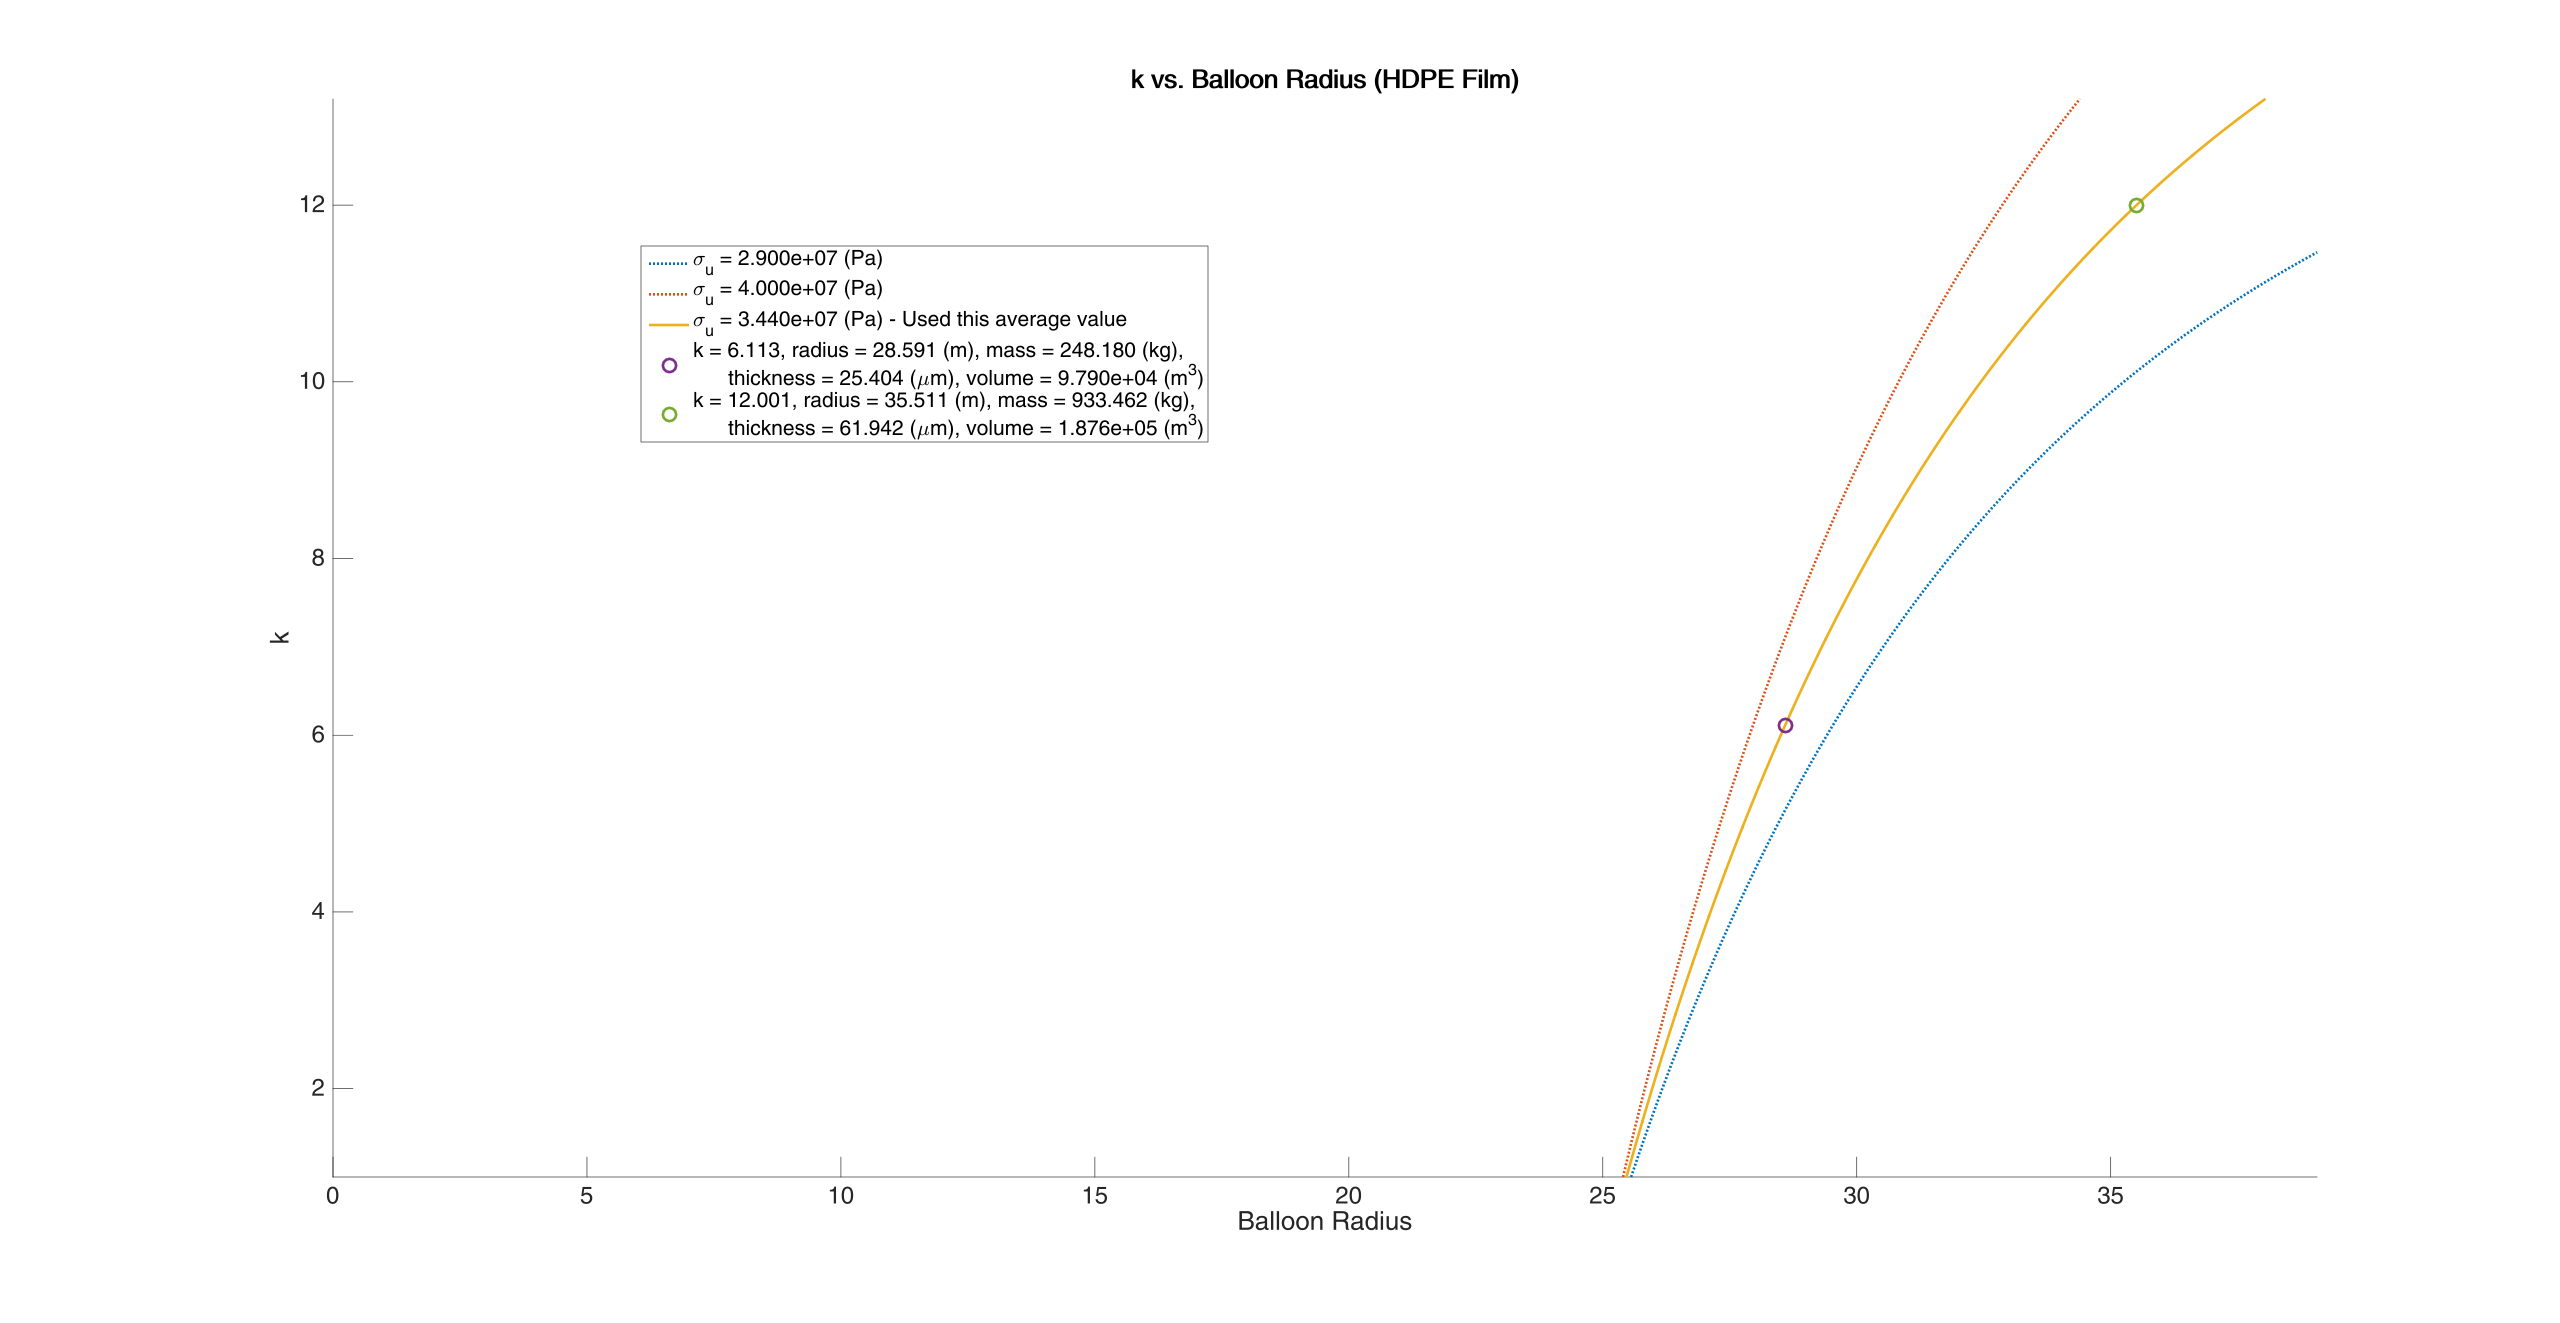 k vs. Balloon Radius (HDPE Film)
12
10
8
6
4
2
k
σu = 2.900e+07 (Pa)
σu = 4.000e+07 (Pa)
σu = 3.440e+07 (Pa) - Used this average value
k = 6.113, radius = 28.591 (m), mass = 248.180 (kg),
thickness = 25.404 (μm), volume = 9.790e+04 (m3)
k = 12.001, radius = 35.511 (m), mass = 933.462 (kg),
thickness = 61.942 (μm), volume = 1.876e+05 (m3)
0 5 10 15 20 25 30 35
Balloon Radius